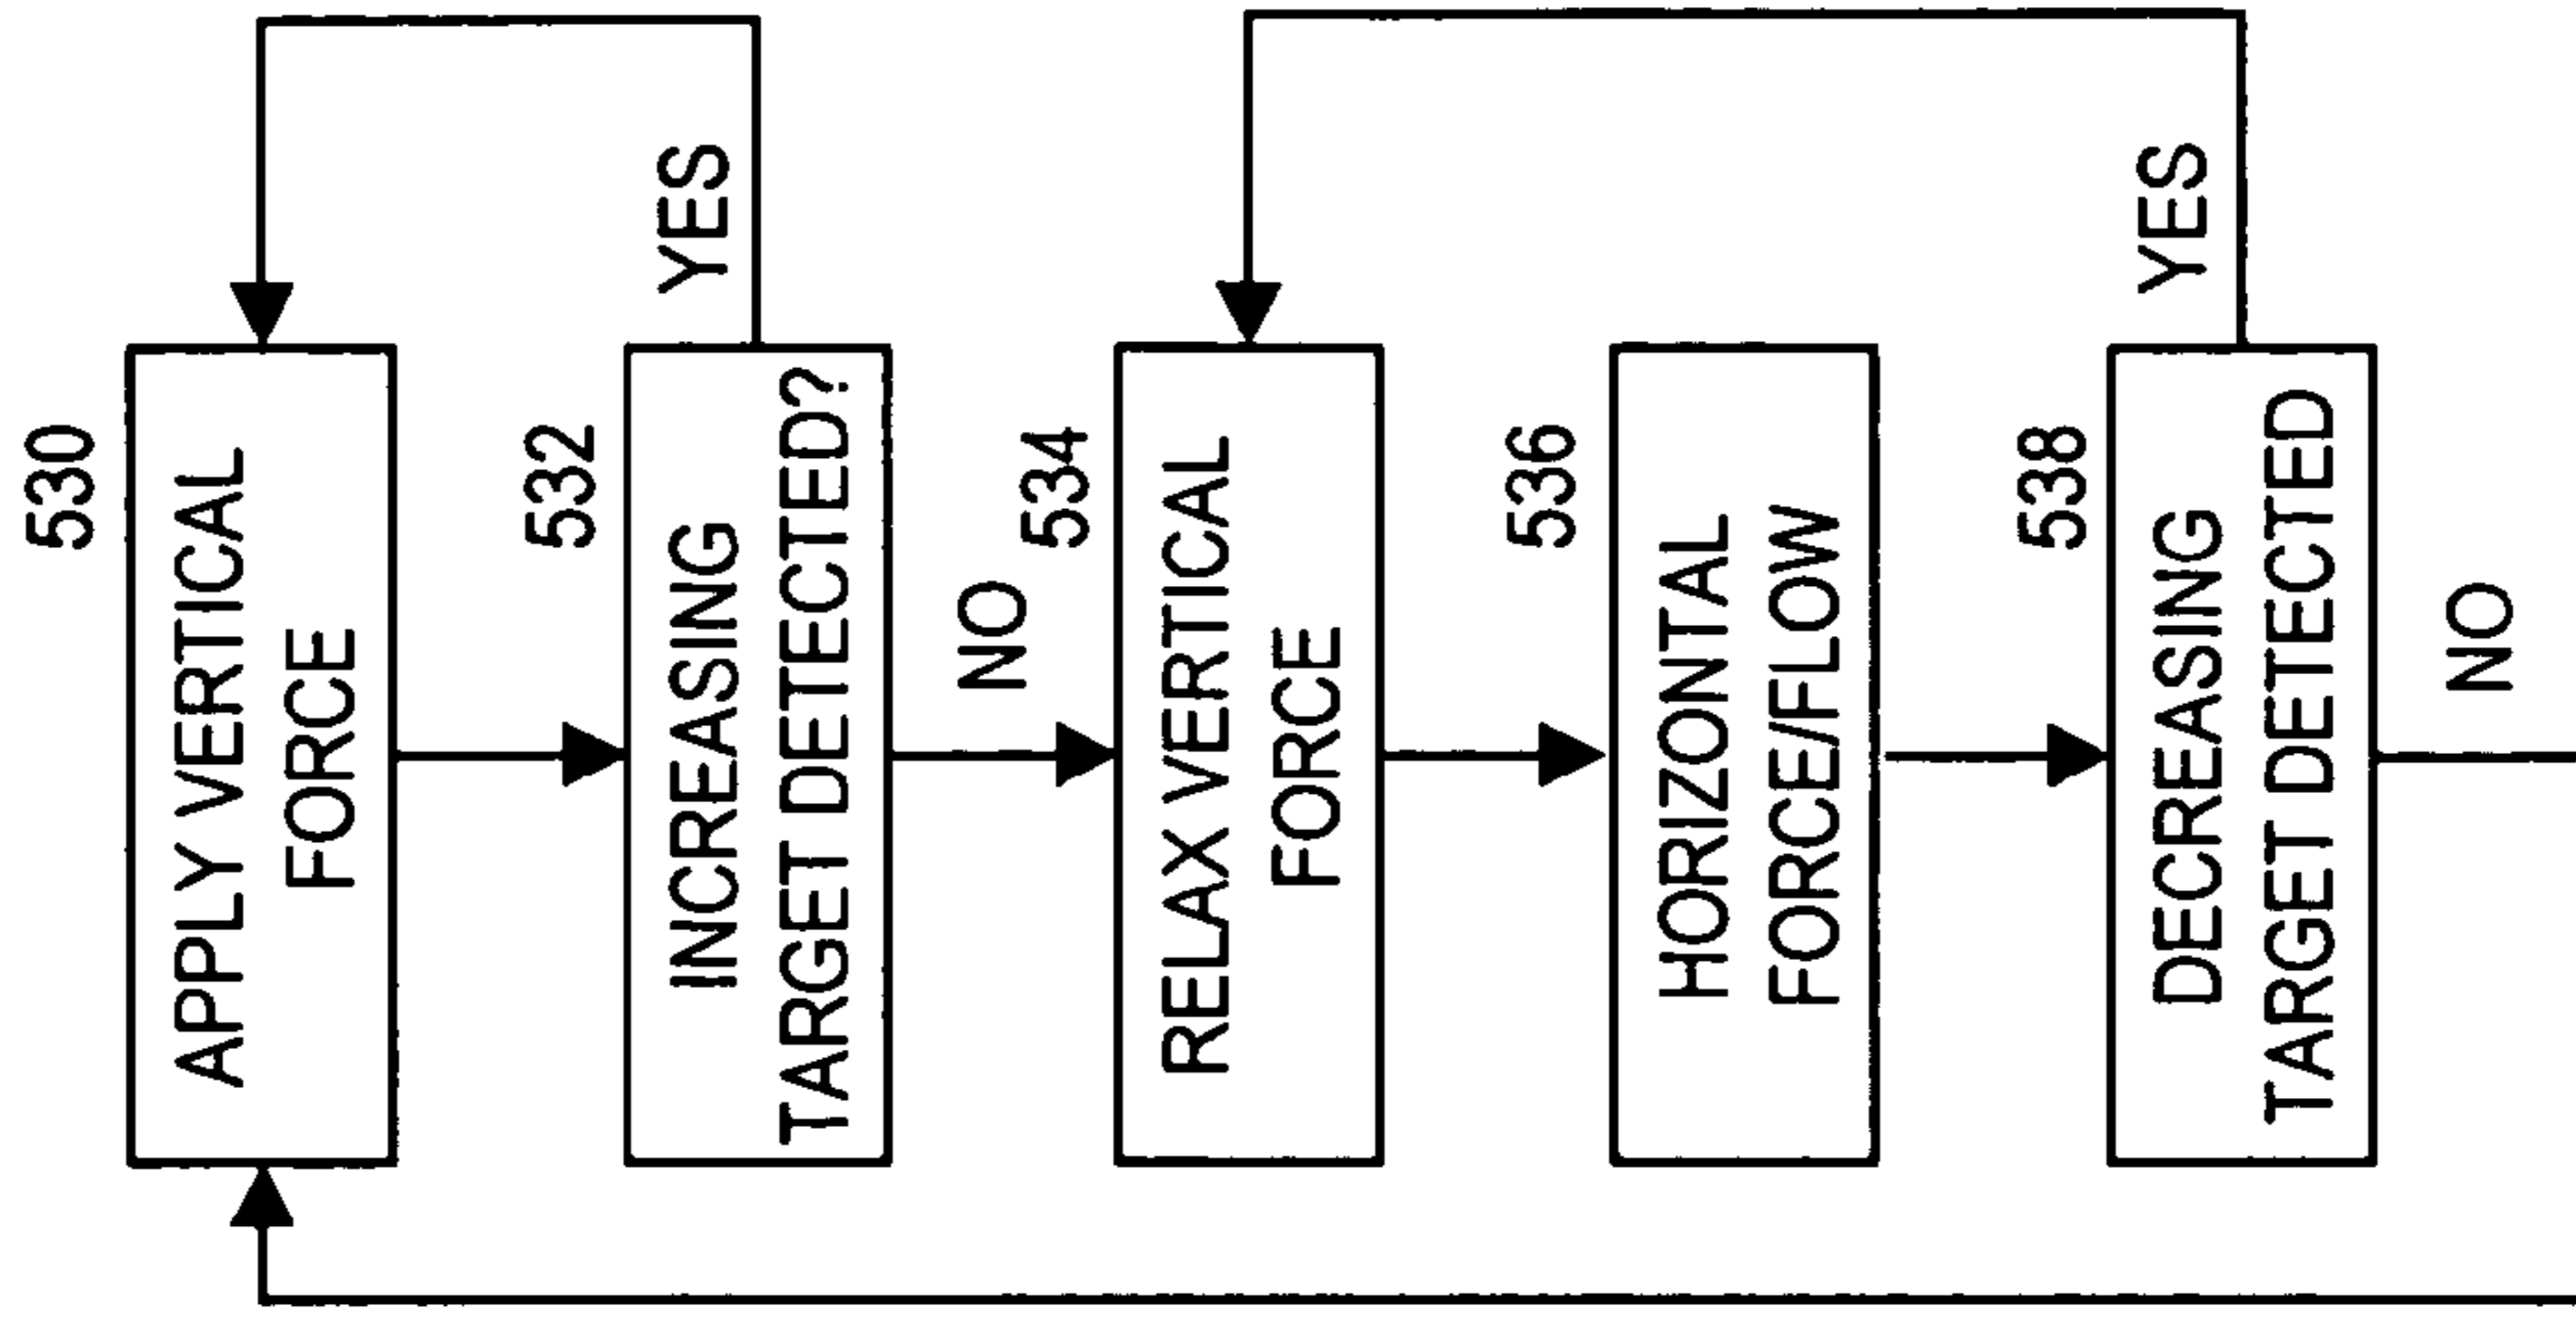 530
APPLY VERTICAL
FORCE
YES
532
INCREASING
TARGET DETECTED?
NO
534
RELAX VERTICAL
FORCE
536
HORIZONTAL
FORCE/FLOW
YES
538
DECREASING
TARGET DETECTED
NO